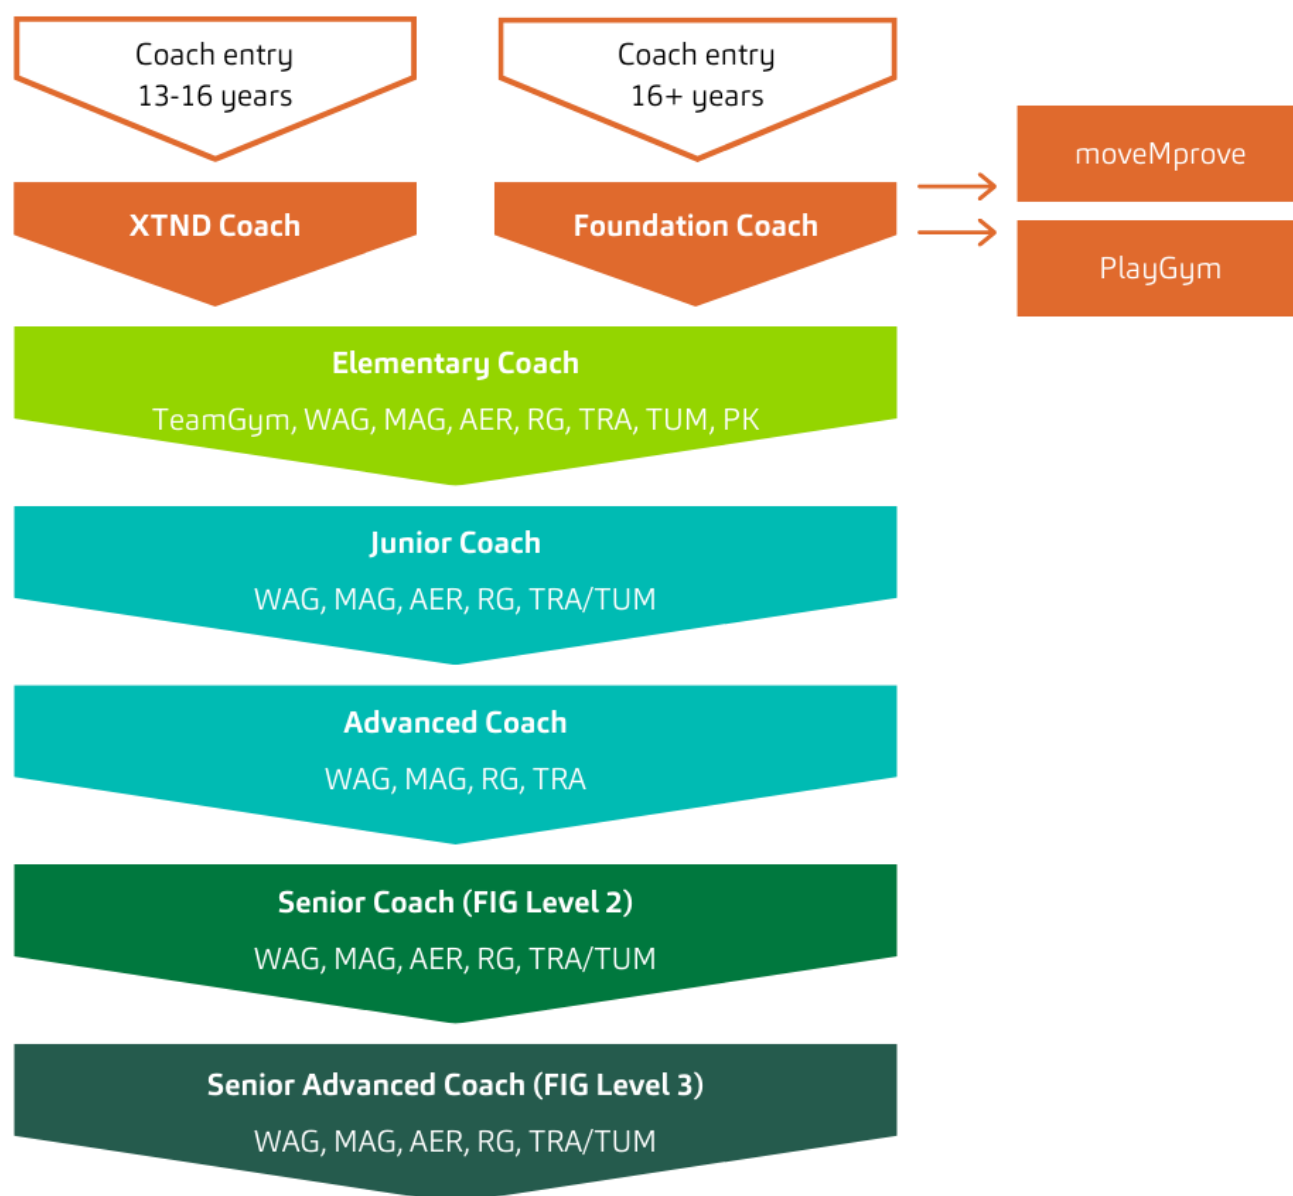 Coach entry
13-16 years
Coach entry
16+ years
moveMprove
XTND Coach
Foundation Coach
PlayGym
Elementary Coach
TeamGym, WAG, MAG, AER, RG, TRA, TUM, PK
Junior Coach
WAG, MAG, AER, RG, TRA/TUM
Advanced Coach
WAG, MAG, RG, TRA
Senior Coach (FIG Level 2)
WAG, MAG, AER, RG, TRA/TUM
Senior Advanced Coach (FIG Level 3)
WAG, MAG, AER, RG, TRA/TUM